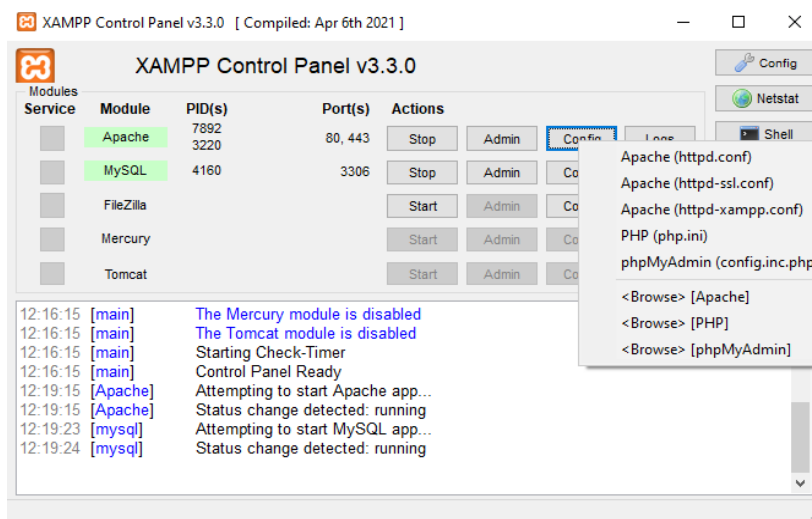 XAMPP Control Panel v3.3.0 [ Compiled: Apr 6th 2021 ]
XAMPP Control Panel v3.3.0
Config
Modules
Service Module PID(s) Port(s) Actions
Netstat
Apache 7892 3220 80, 443 Stop Admin Config Logs
Shell
MySQL 4160 3306 Stop Admin
FileZilla Start Admin
Mercury Start Admin
Tomcat Start Admin
Apache (httpd.conf)
Apache (httpd-ssl.conf)
Apache (httpd-xampp.conf)
PHP (php.ini)
phpMyAdmin (config.inc.php
<Browse> [Apache]
<Browse> [PHP]
<Browse> [phpMyAdmin]
12:16:15 [main] The Mercury module is disabled
12:16:15 [main] The Tomcat module is disabled
12:16:15 [main] Starting Check-Timer
12:16:15 [main] Control Panel Ready
12:19:15 [Apache] Attempting to start Apache app...
12:19:15 [Apache] Status change detected: running
12:19:23 [mysql] Attempting to start MySQL app...
12:19:24 [mysql] Status change detected: running